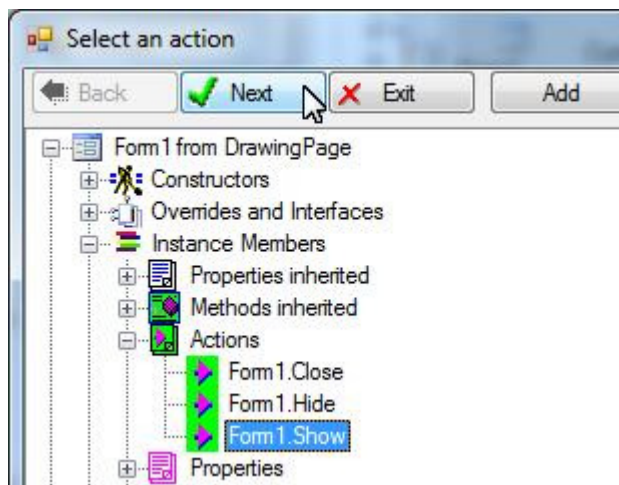 Select an action
Back Next Exit Add
Form1 from DrawingPage
Constructors
Overrides and Interfaces
Instance Members
Properties inherited
Methods inherited
Actions
Form1.Close
Form1.Hide
Form1.Show
Properties